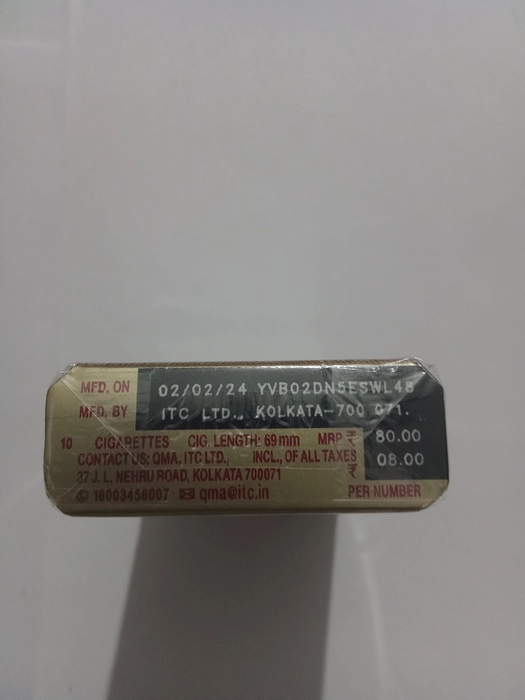 MFD. ON 02/02/24 YVB02DN5ESWL48
MFD. BY ITC LTD., KOLKATA-700 071.
10 CIGARETTES CIG. LENGTH: 69 mm MRP ₹ 80.00
CONTACT US: QMA, ITC LTD., INCL., OF ALL TAXES
37 J. L. NEHRU ROAD, KOLKATA 700071 ₹ 08.00
18003456007 qma@itc.in PER NUMBER